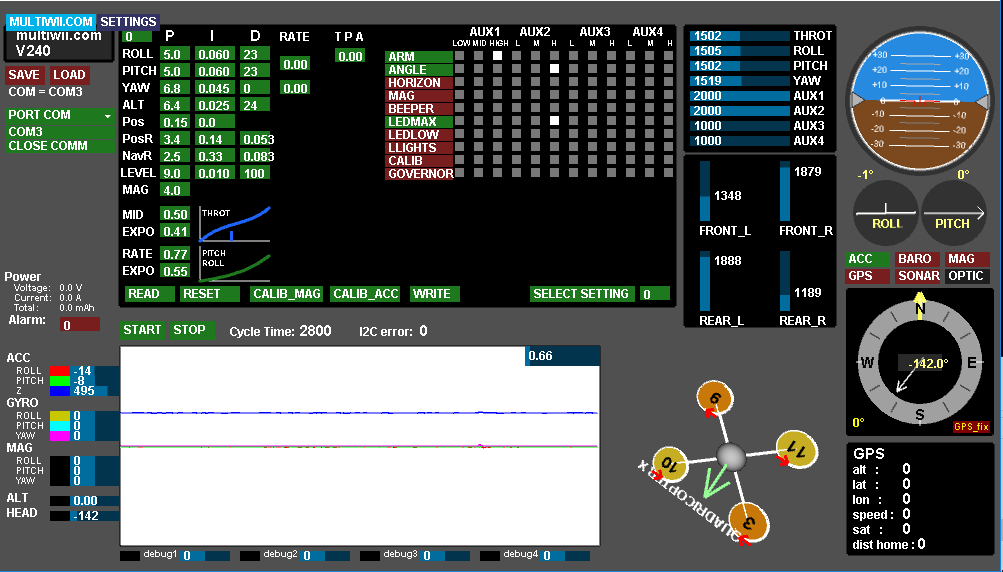 MULTIWII.COM SETTINGS
multiwii.com
V240
SAVE LOAD
COM = COM3
PORT COM
COM3
CLOSE COMM
Power
Voltage: 0.0 V
Current: 0.0 A
Total : 0.0 mAh
Alarm: 0
0 P I D RATE T P A
ROLL 5.0 0.060 23 0.00
PITCH 5.0 0.060 23 0.00
YAW 6.8 0.045 0 0.00
ALT 6.4 0.025 24
Pos 0.15 0.0
PosR 3.4 0.14 0.053
NavR 2.5 0.33 0.083
LEVEL 9.0 0.010 100
MAG 4.0
MID 0.50 THROT
EXPO 0.41
RATE 0.77 PITCH
EXPO 0.55 ROLL
AUX1 AUX2 AUX3 AUX4
LOW MID HIGH L M H L M H L M H
ARM
ANGLE
HORIZON
MAG
BEEPER
LEDMAX
LEDLOW
LLIGHTS
CALIB
GOVERNOR
READ RESET CALIB_MAG CALIB_ACC WRITE SELECT SETTING 0
1502 THROT
1505 ROLL
1502 PITCH
1519 YAW
2000 AUX1
2000 AUX2
1000 AUX3
1000 AUX4
1348 1879
FRONT_L FRONT_R
1888 1189
REAR_L REAR_R
+30 +30
+20 +20
+10 +10
0 0
-10 -10
-20 -20
-30 -30
-1° 0°
ROLL PITCH
ACC BARO MAG
GPS SONAR OPTIC
N
W -142.0° E
S
0° GPS_fix
GPS
alt : 0
lat : 0
lon : 0
speed : 0
sat : 0
dist home : 0
START STOP Cycle Time: 2800 I2C error: 0
0.66
ACC
ROLL -14
PITCH -8
Z 495
GYRO
ROLL 0
PITCH 0
YAW 0
MAG
ROLL 0
PITCH 0
YAW 0
ALT 0.00
HEAD -142
debug1 0 debug2 0 debug3 0 debug4 0
9
10 11
3
QUADRICOPTER X